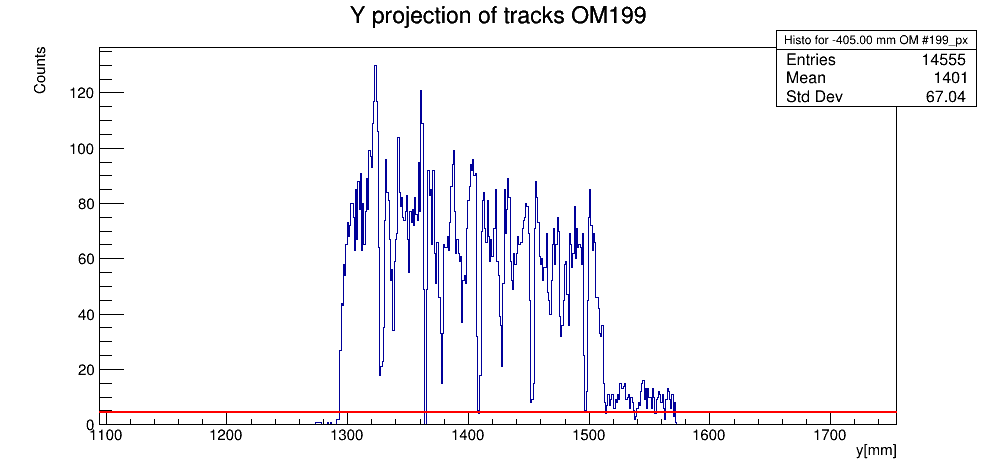 Y projection of tracks OM199
Histo for -405.00 mm OM #199_px
Entries 14555
Mean 1401
Std Dev 67.04
Counts
120
100
80
60
40
20
0
1100 1200 1300 1400 1500 1600 1700
y[mm]